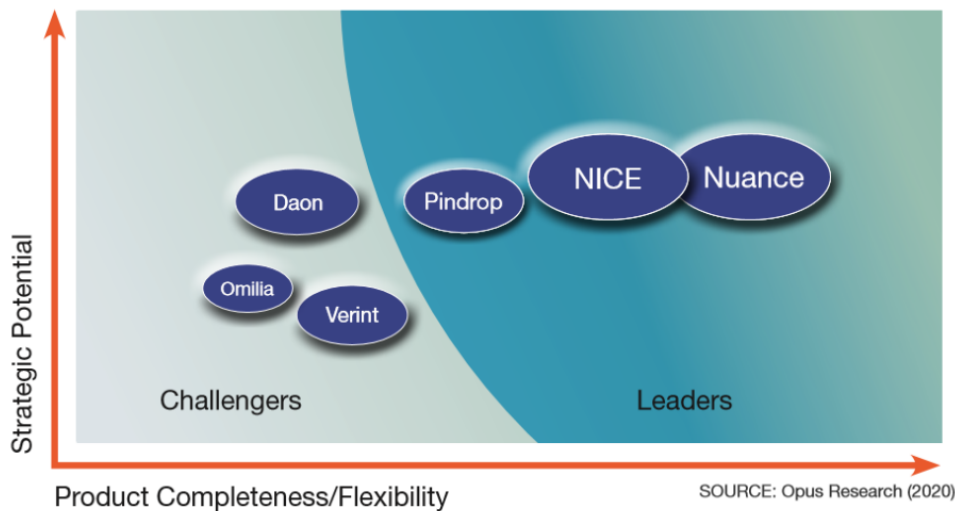 Strategic Potential
NICE
Nuance
Daon
Pindrop
Omilia
Verint
Challengers
Leaders
Product Completeness/Flexibility
SOURCE: Opus Research (2020)